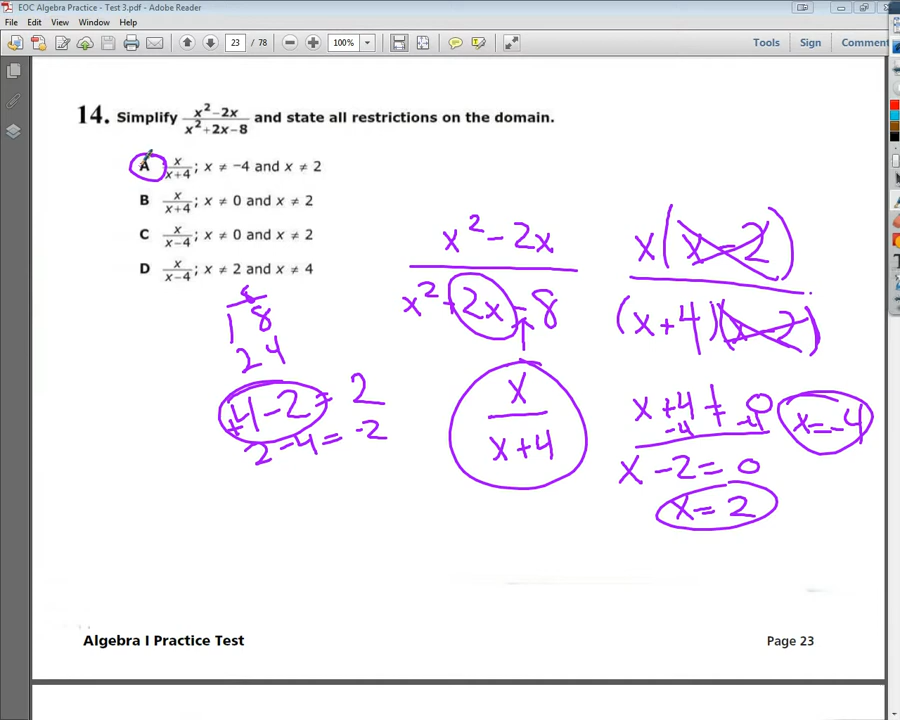 EOC Algebra Practice - Test 3.pdf - Adobe Reader
File Edit View Window Help
23 / 78 100% Tools Sign Comment
14. Simplify x²−2x / x²+2x−8 and state all restrictions on the domain.
A x/x+4; x ≠ −4 and x ≠ 2
B x/x+4; x ≠ 0 and x ≠ 2
C x/x−4; x ≠ 0 and x ≠ 2
D x/x−4; x ≠ 2 and x ≠ 4
8
1 8
2 4
+4−2=2
2−4=-2
x²−2x
x²+2x−8
x
x+4
x(x−2)
(x+4)(x−2)
x+4≠0
-4 -4
x=-4
x−2=0
x=2
Algebra I Practice Test Page 23